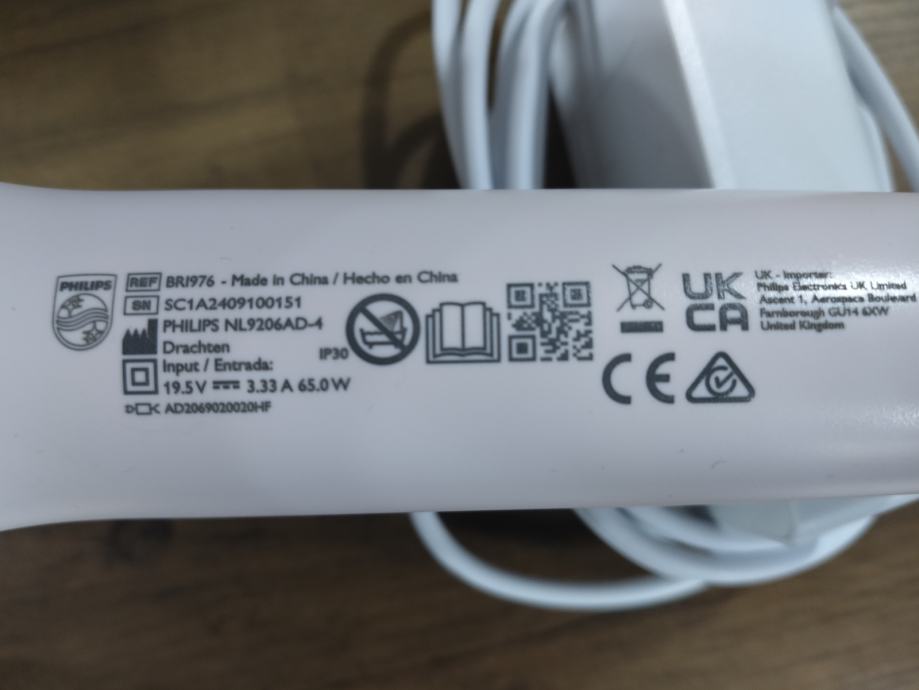 PHILIPS
REF BRI976 - Made in China / Hecho en China
SN SC1A2409100151
PHILIPS NL9206AD-4
Drachten
Input / Entrada:
19.5V 3.33 A 65.0 W
AD2069020020HF
IP30
UK
CA
UK - Importer:
Philips Electronics UK Limited
Ascent 1, Aerospace Boulevard
Farnborough GU14 6XW
United Kingdom
CE